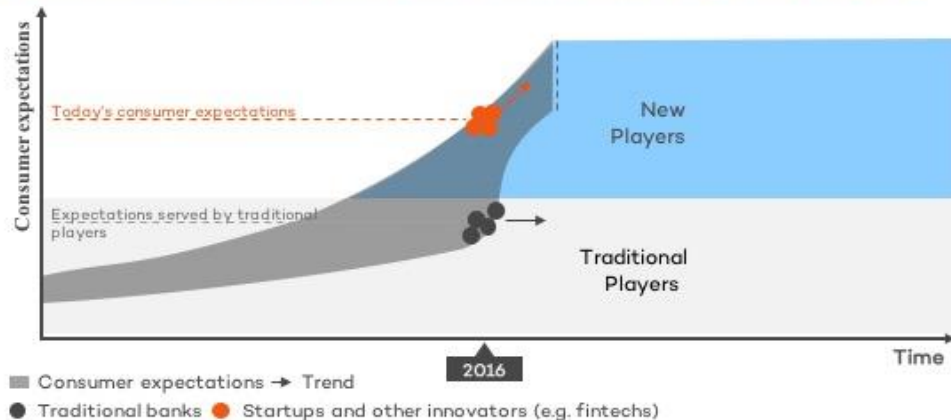 Consumer expectations
Today's consumer expectations
Expectations served by traditional
players
New
Players
Traditional
Players
Time
2016
Consumer expectations → Trend
Traditional banks Startups and other innovators (e.g. fintechs)